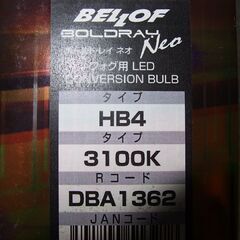 BELLOF
BOLDRAY Neo
ボールドレイ ネオ
フォグ用 LED
CONVERSION BULB
タイプ
HB4
タイプ
3100K
Rコード
DBA1362
JANコード